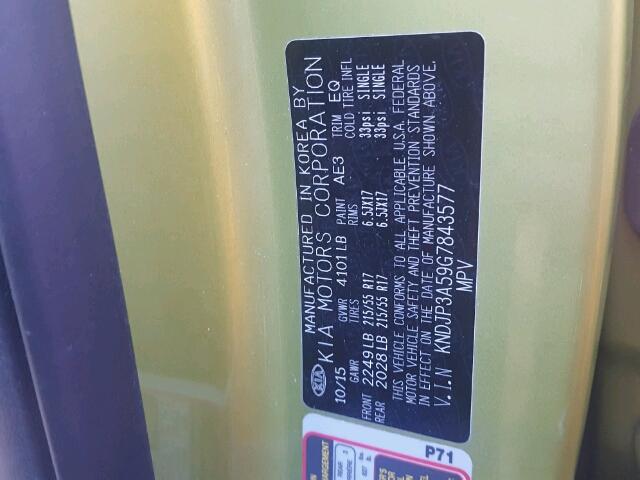 MANUFACTURED IN KOREA BY
KIA KIA MOTORS CORPORATION
10/15 GVWR 4101LB PAINT AE3 TRIM EQ
GAWR TIRES RIMS COLD TIRE INFL
FRONT 2249LB 215/55 R17 6.5JX17 33psi SINGLE
REAR 2028LB 215/55 R17 6.5JX17 33psi SINGLE
THIS VEHICLE CONFORMS TO ALL APPLICABLE U.S.A. FEDERAL
MOTOR VEHICLE SAFETY AND THEFT PREVENTION STANDARDS
IN EFFECT ON THE DATE OF MANUFACTURE SHOWN ABOVE.
V.I.N KNDJP3A59G7843577
MPV
P71
REAR